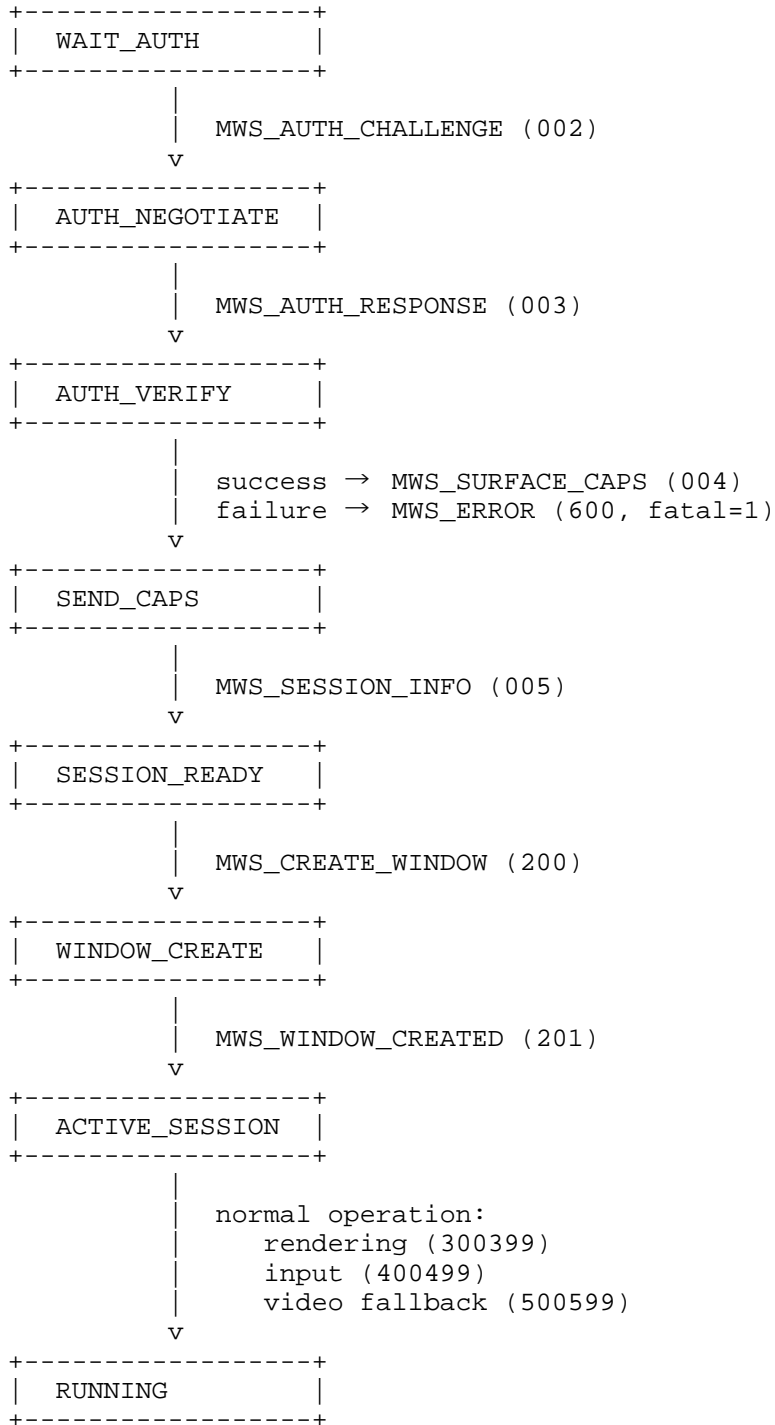 WAIT_AUTH
MWS_AUTH_CHALLENGE (002)
AUTH_NEGOTIATE
MWS_AUTH_RESPONSE (003)
AUTH_VERIFY
success → MWS_SURFACE_CAPS (004)
failure → MWS_ERROR (600, fatal=1)
SEND_CAPS
MWS_SESSION_INFO (005)
SESSION_READY
MWS_CREATE_WINDOW (200)
WINDOW_CREATE
MWS_WINDOW_CREATED (201)
ACTIVE_SESSION
normal operation:
rendering (300399)
input (400499)
video fallback (500599)
RUNNING